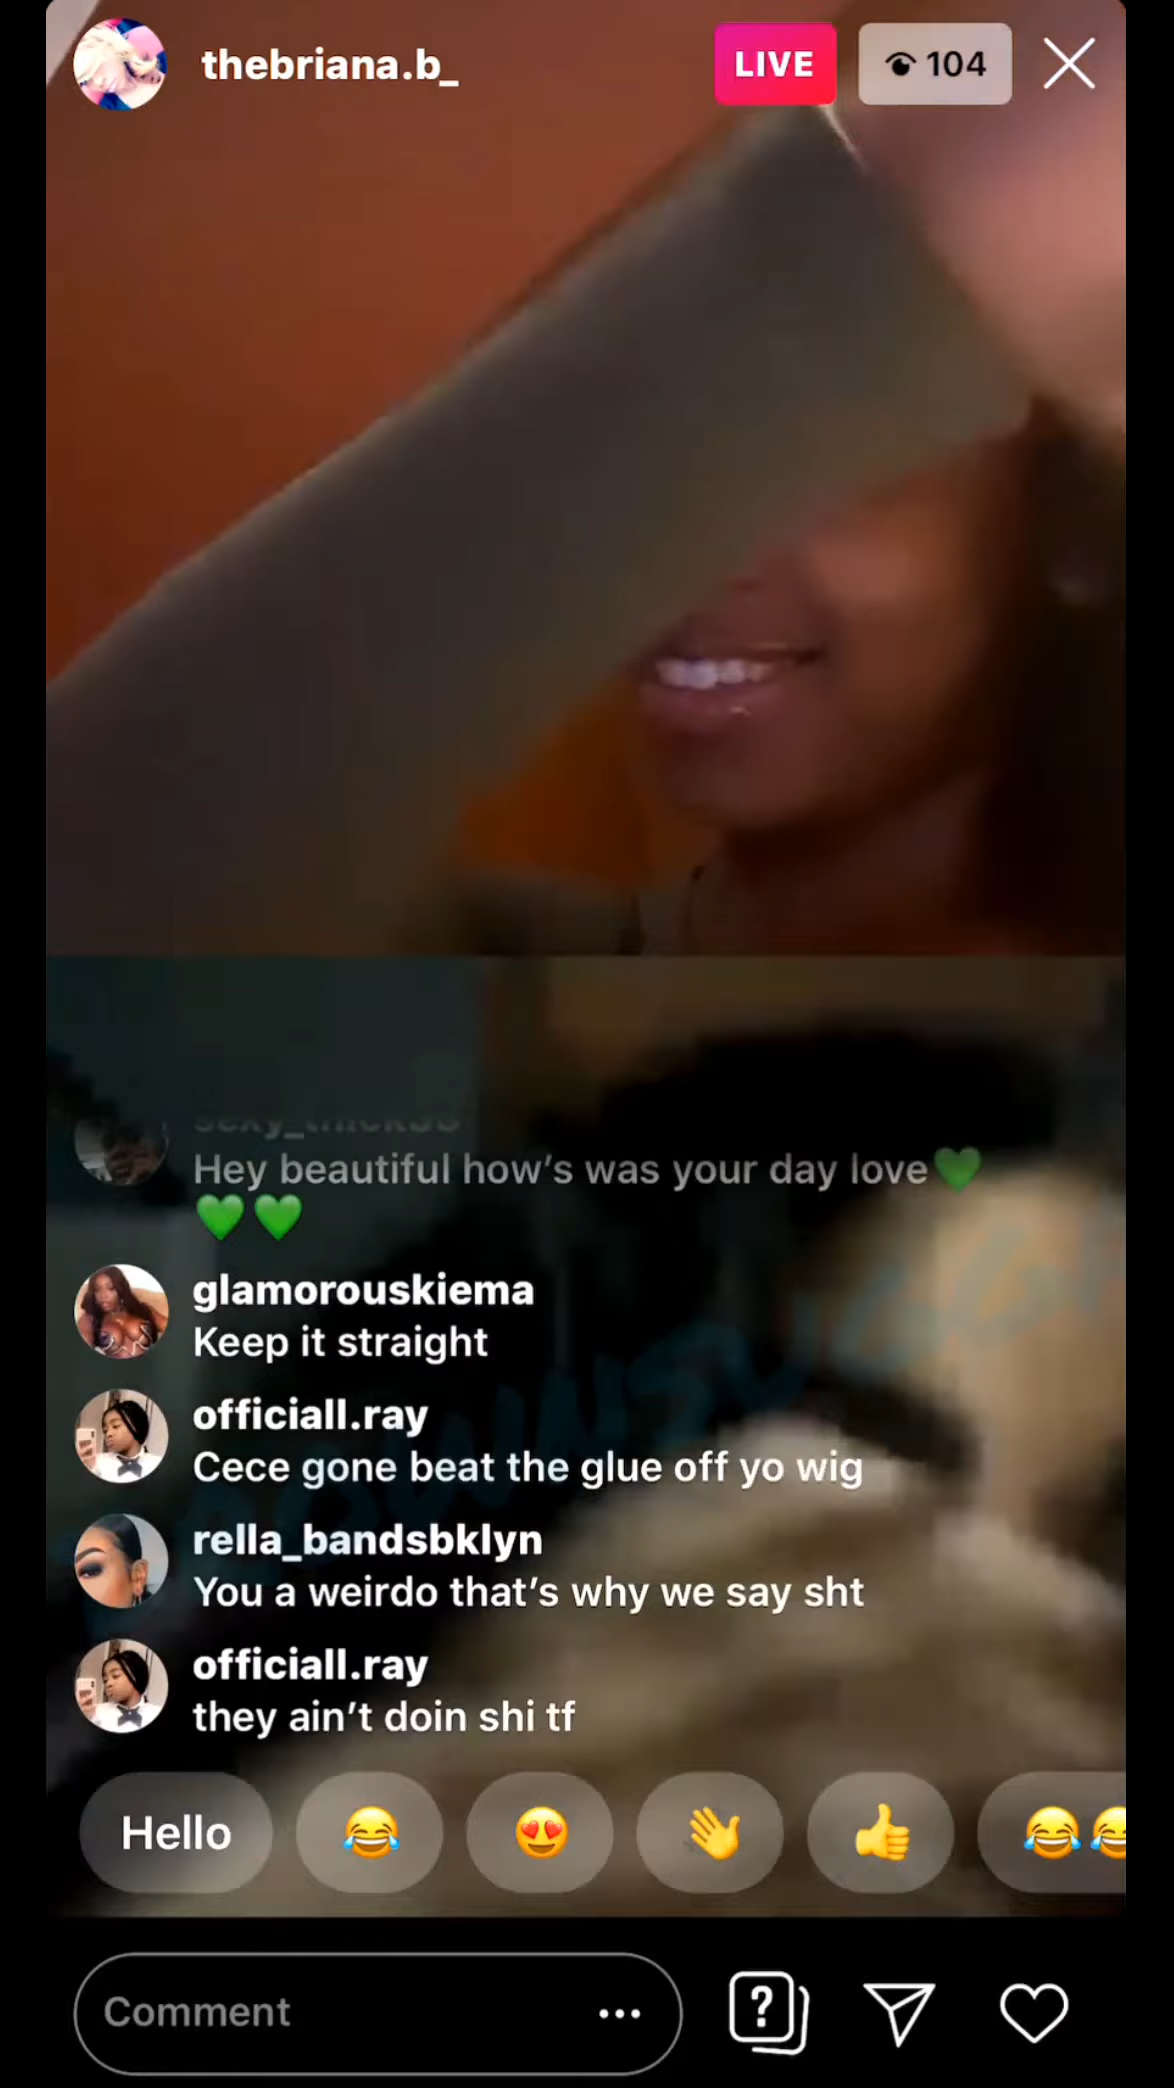 thebriana.b_
LIVE
104
Hey beautiful how’s was your day love💚
💚💚
glamorouskiema
Keep it straight
officiall.ray
Cece gone beat the glue off yo wig
rella_bandsbklyn
You a weirdo that’s why we say sht
officiall.ray
they ain’t doin shi tf
Hello 😂 😍 👋 👍 😂😂
Comment